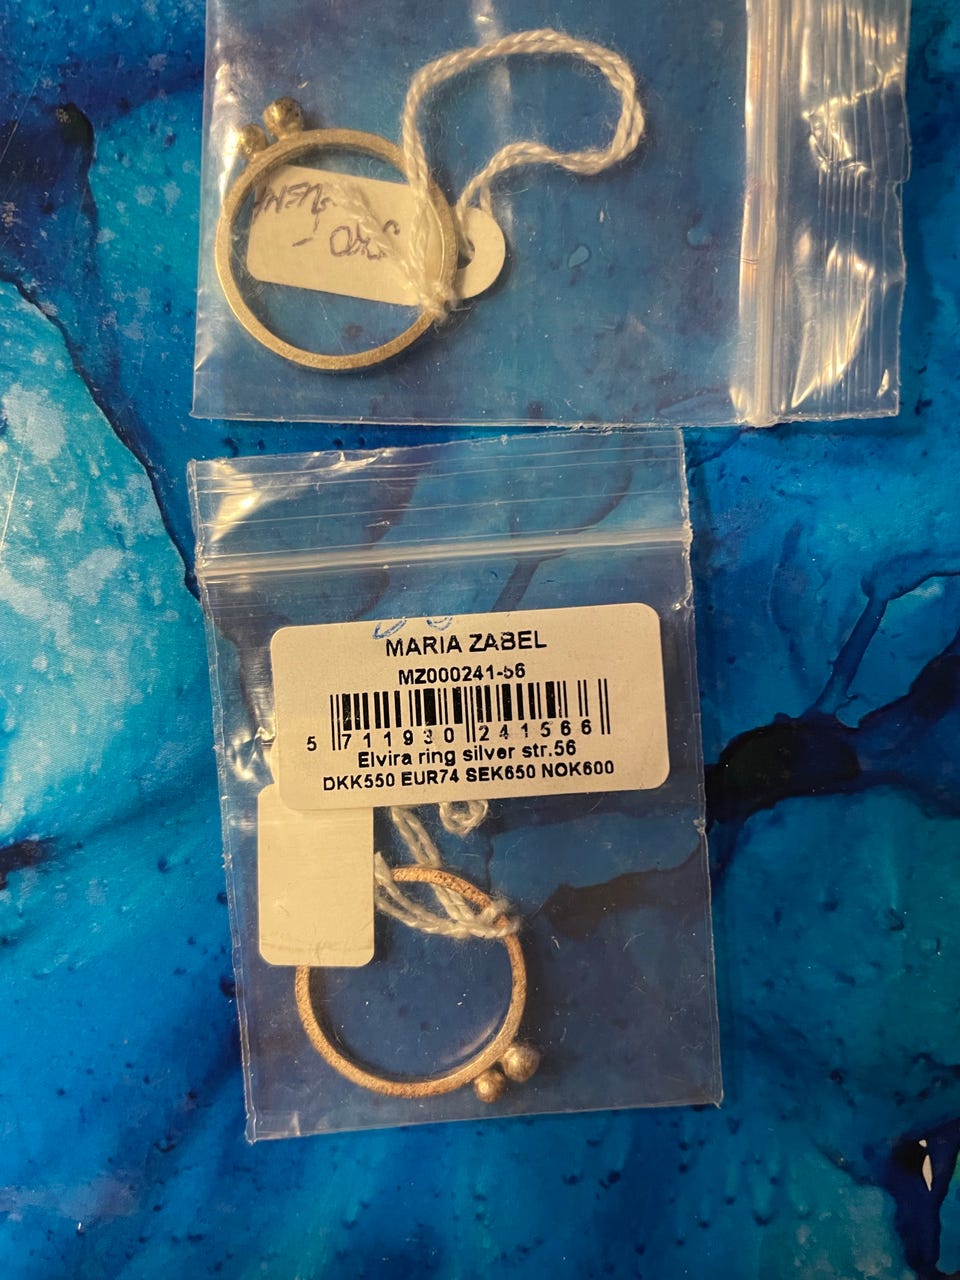 MARIA ZABEL
MZ000241-56
5 711930 241566
Elvira ring silver str.56
DKK550 EUR74 SEK650 NOK600